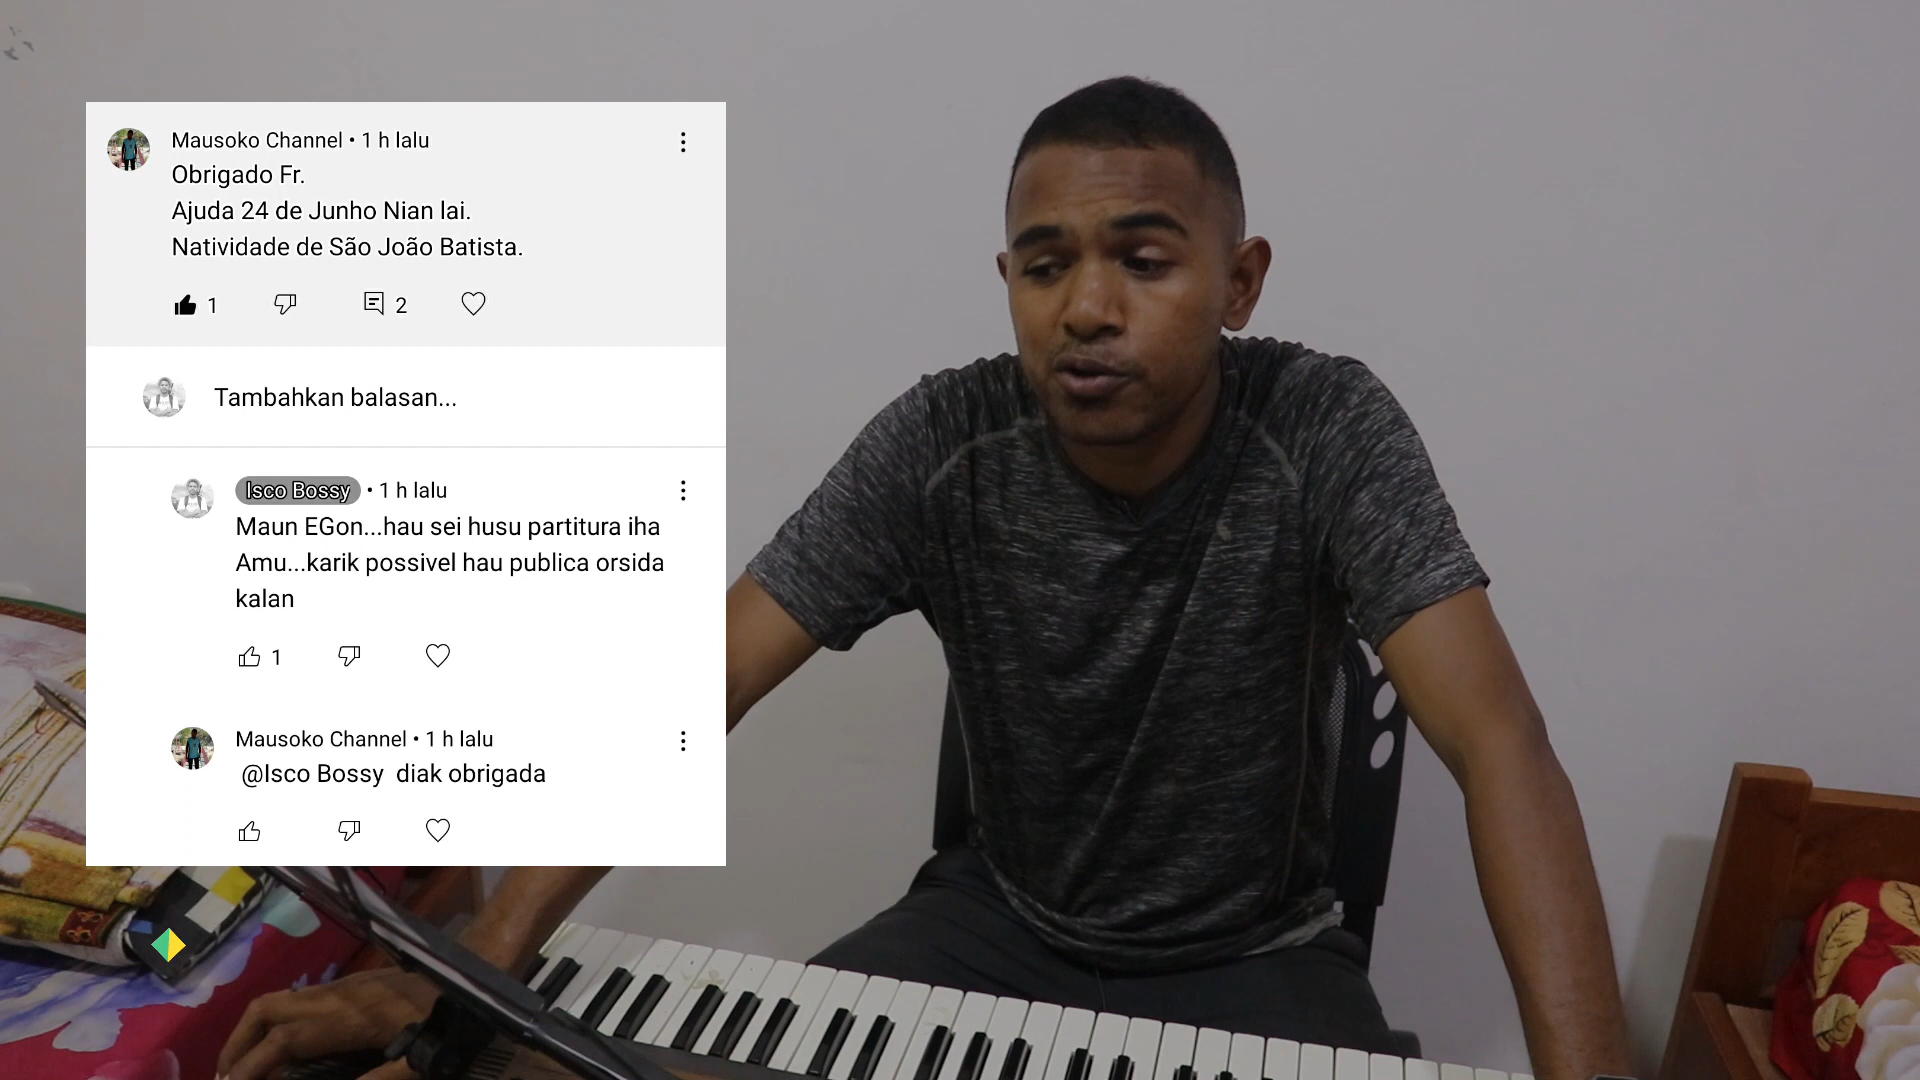 Mausoko Channel • 1 h lalu
Obrigado Fr.
Ajuda 24 de Junho Nian lai.
Natividade de São João Batista.
1 2
Tambahkan balasan...
Isco Bossy • 1 h lalu
Maun EGon...hau sei husu partitura iha
Amu...karik possivel hau publica orsida
kalan
1
Mausoko Channel • 1 h lalu
@Isco Bossy diak obrigada